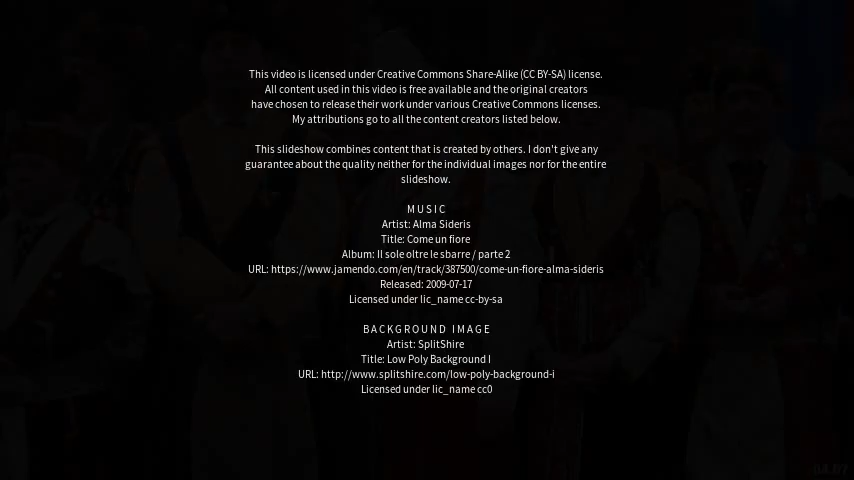 This video is licensed under Creative Commons Share-Alike (CC BY-SA) license.
All content used in this video is free available and the original creators
have chosen to release their work under various Creative Commons licenses.
My attributions go to all the content creators listed below.
This slideshow combines content that is created by others. I don't give any
guarantee about the quality neither for the individual images nor for the entire
slideshow.
MUSIC
Artist: Alma Sideris
Title: Come un fiore
Album: Il sole oltre le sbarre / parte 2
URL: https://www.jamendo.com/en/track/387500/come-un-fiore-alma-sideris
Released: 2009-07-17
Licensed under lic_name cc-by-sa
BACKGROUND IMAGE
Artist: SplitShire
Title: Low Poly Background I
URL: http://www.splitshire.com/low-poly-background-i
Licensed under lic_name cc0